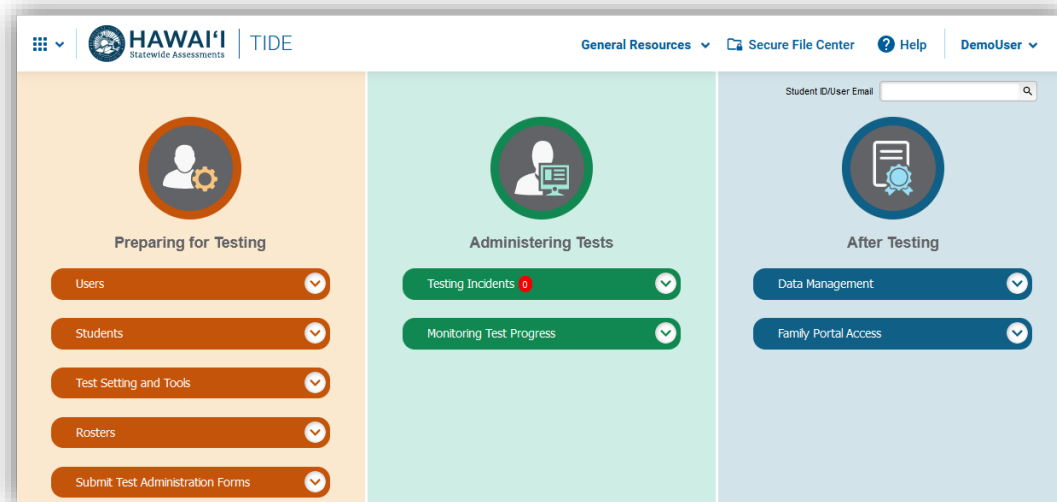 HAWAIʻI
Statewide Assessments
TIDE
General Resources
Secure File Center
Help
DemoUser
Student ID/User Email
Preparing for Testing
Users
Students
Test Setting and Tools
Rosters
Submit Test Administration Forms
Administering Tests
Testing Incidents 0
Monitoring Test Progress
After Testing
Data Management
Family Portal Access